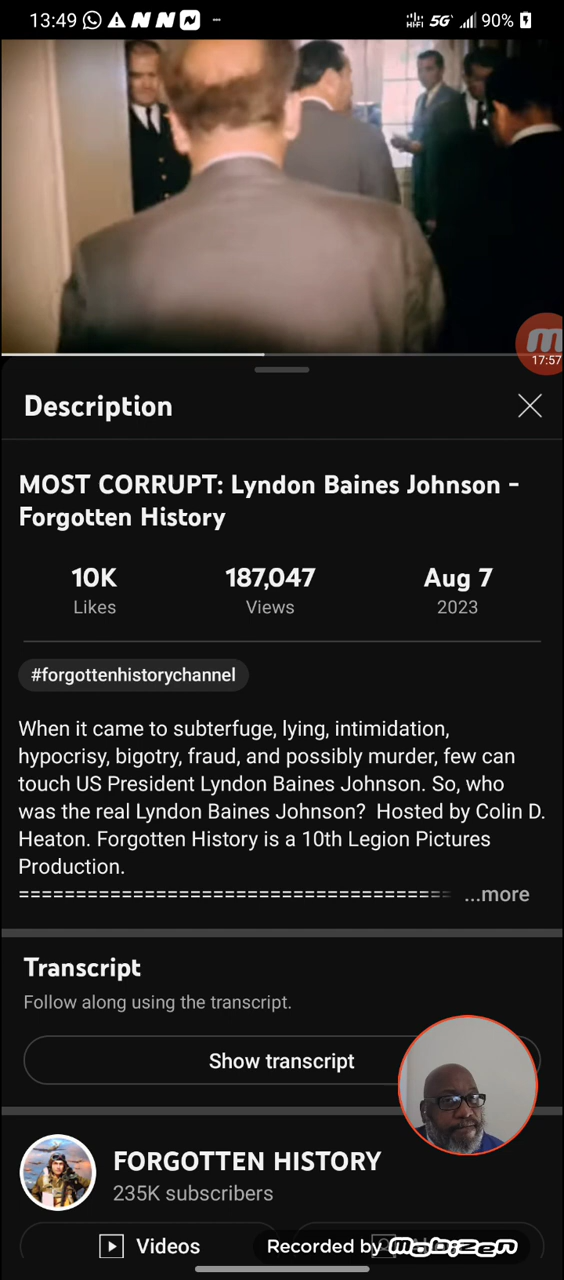 13:49
5G
90%
17:57
Description
MOST CORRUPT: Lyndon Baines Johnson -
Forgotten History
10K
187,047
Aug 7
Likes
Views
2023
#forgottenhistorychannel
When it came to subterfuge, lying, intimidation,
hypocrisy, bigotry, fraud, and possibly murder, few can
touch US President Lyndon Baines Johnson. So, who
was the real Lyndon Baines Johnson? Hosted by Colin D.
Heaton. Forgotten History is a 10th Legion Pictures
Production.
====================================== ...more
Transcript
Follow along using the transcript.
Show transcript
FORGOTTEN HISTORY
235K subscribers
Videos
Recorded by mobizen